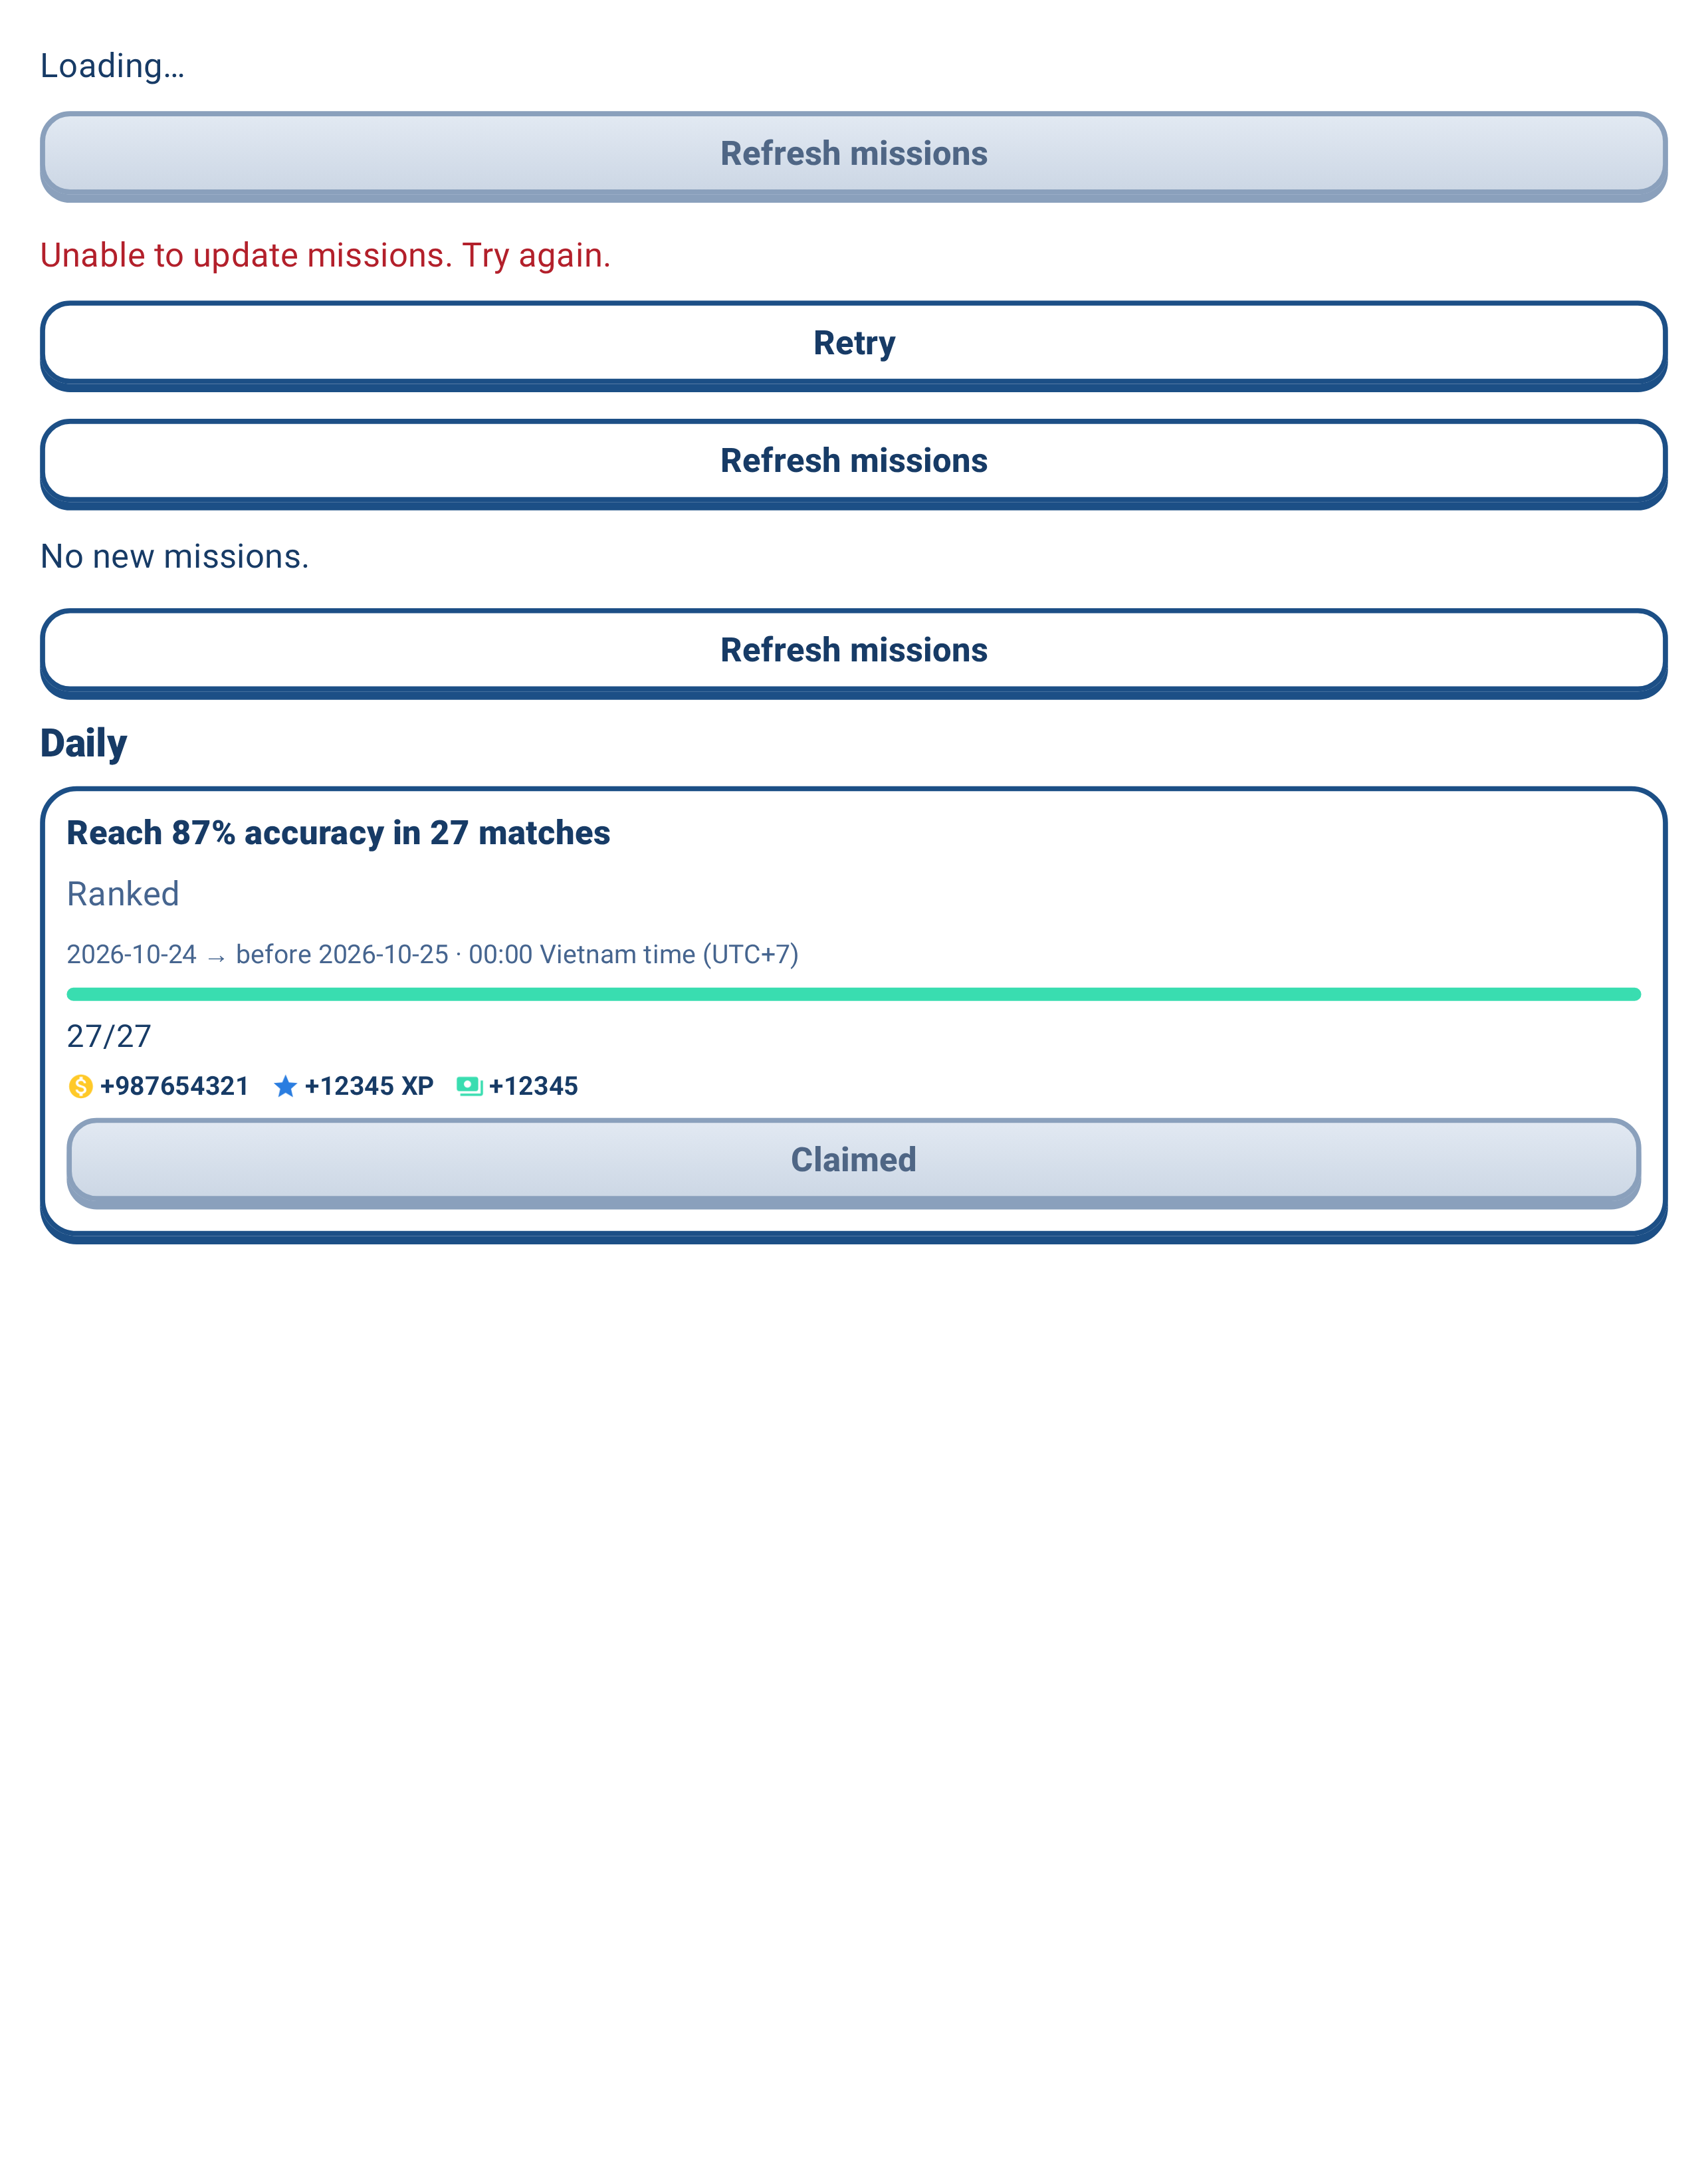 Loading...
Refresh missions
Unable to update missions. Try again.
Retry
Refresh missions
No new missions.
Refresh missions
Daily
Reach 87% accuracy in 27 matches
Ranked
2026-10-24 → before 2026-10-25 · 00:00 Vietnam time (UTC+7)
27/27
+987654321 +12345 XP +12345
Claimed